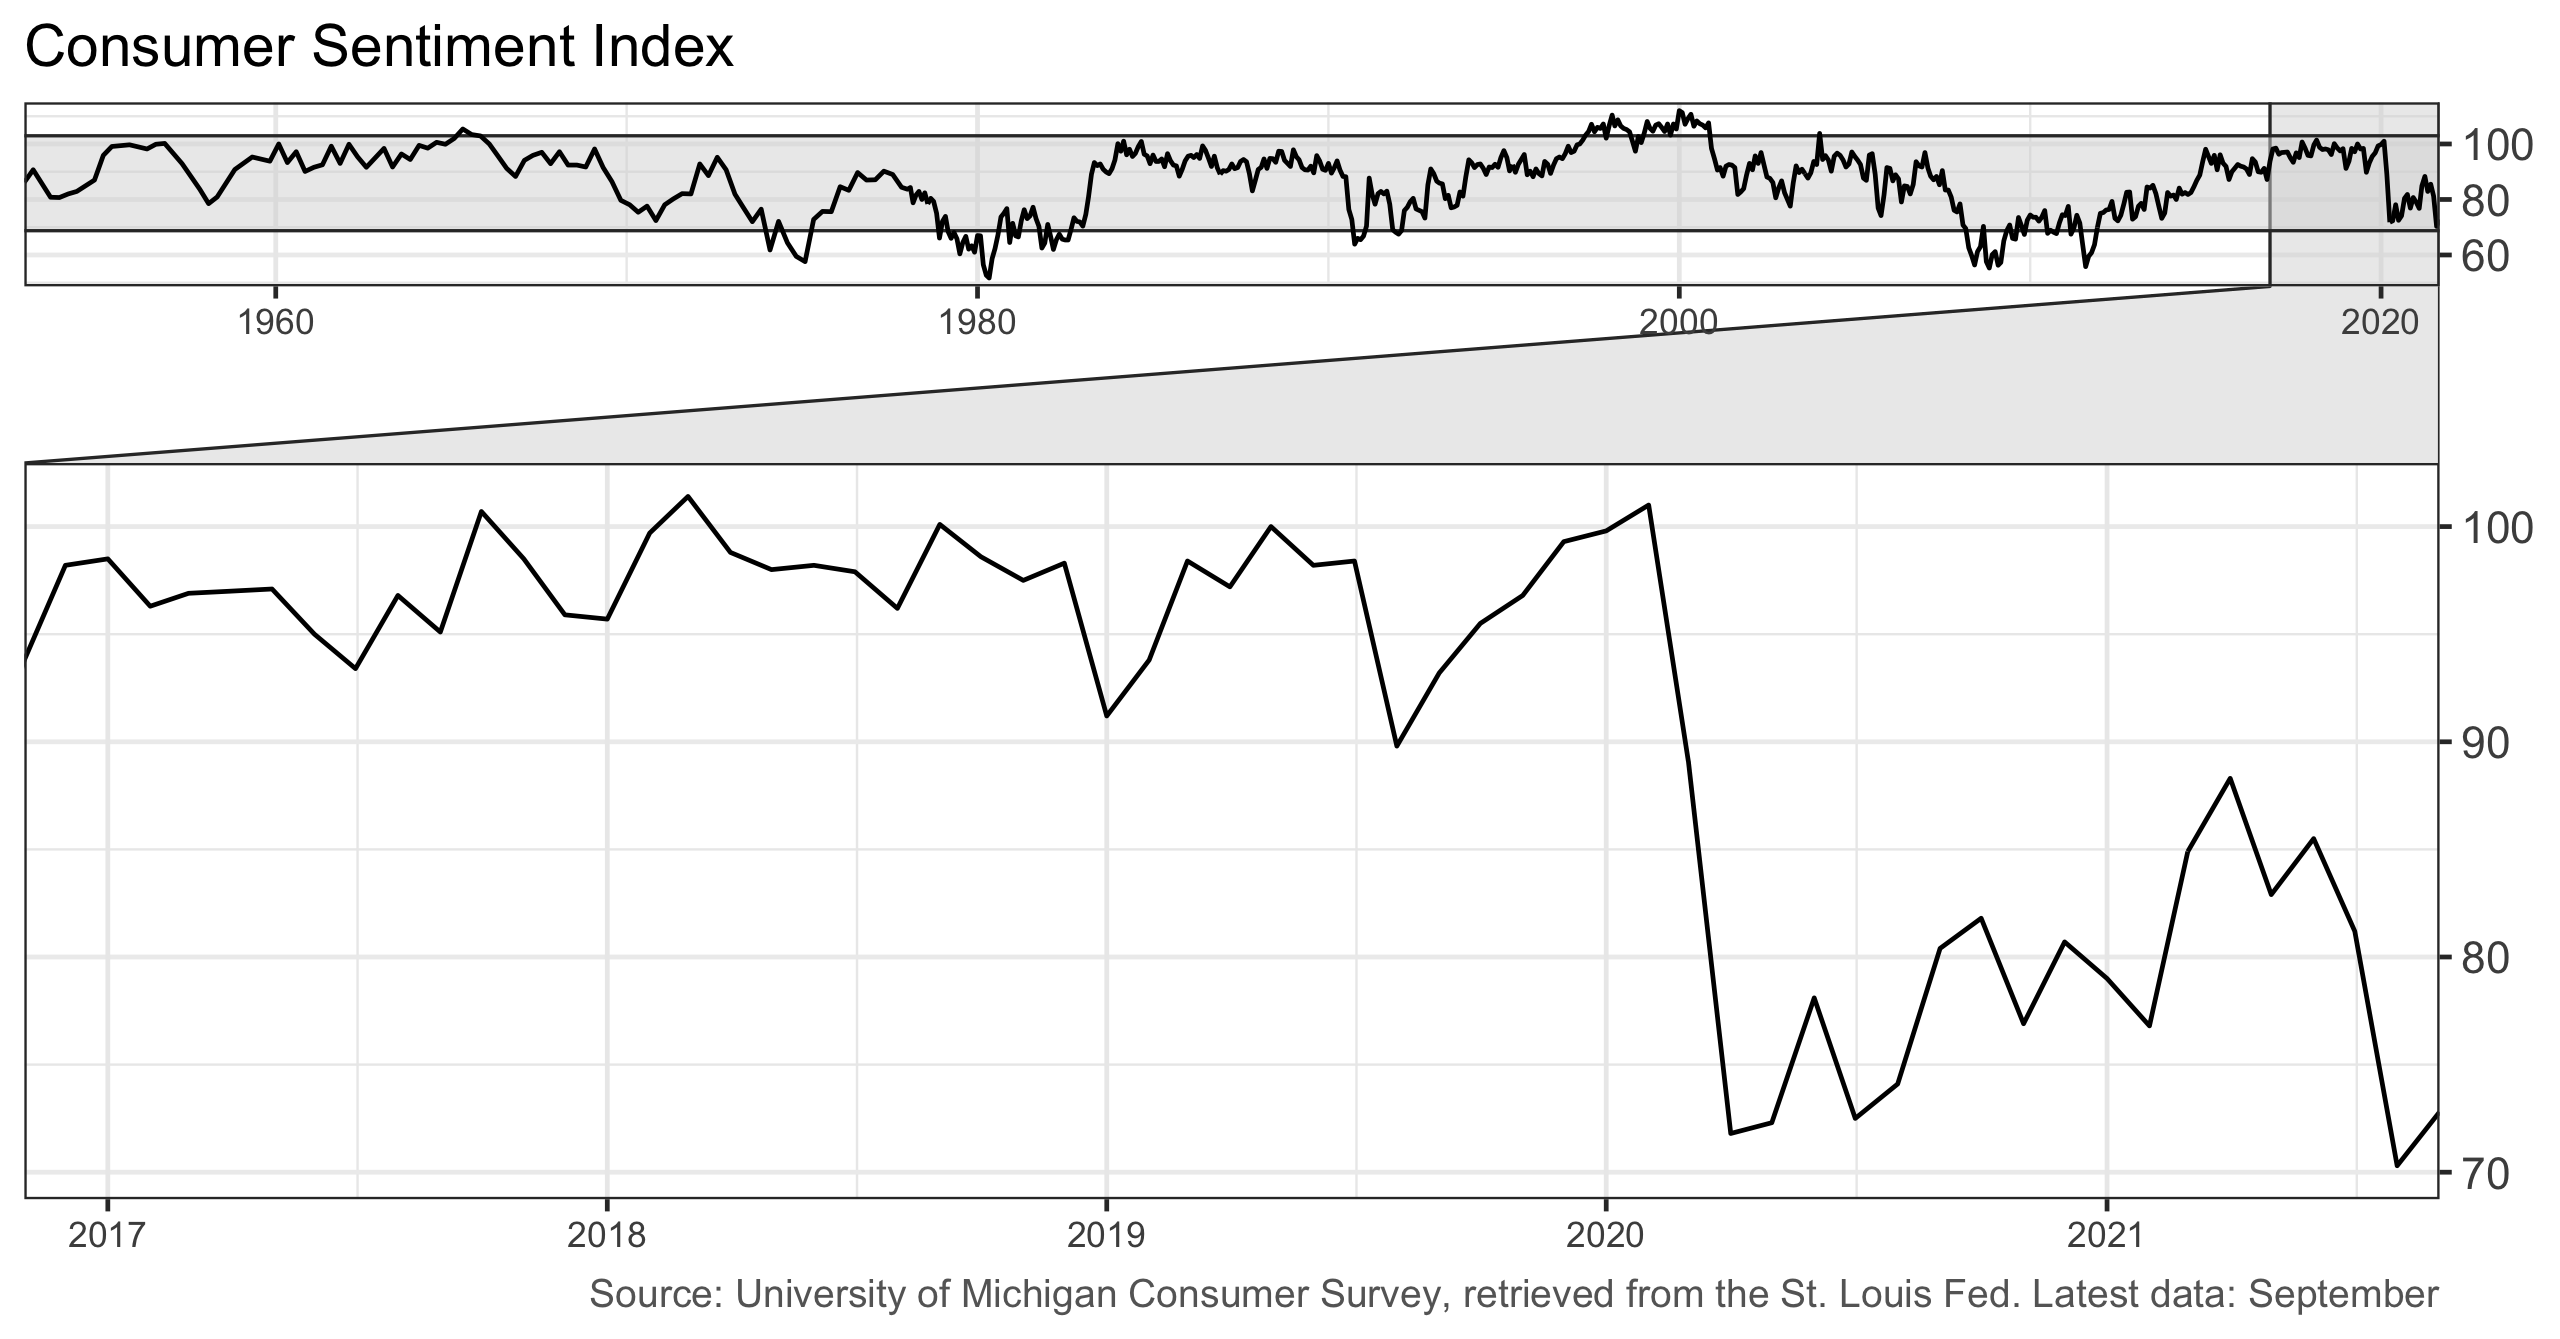 Consumer Sentiment Index
100
80
60
1960 1980 2000 2020
100
90
80
70
2017 2018 2019 2020 2021
Source: University of Michigan Consumer Survey, retrieved from the St. Louis Fed. Latest data: September